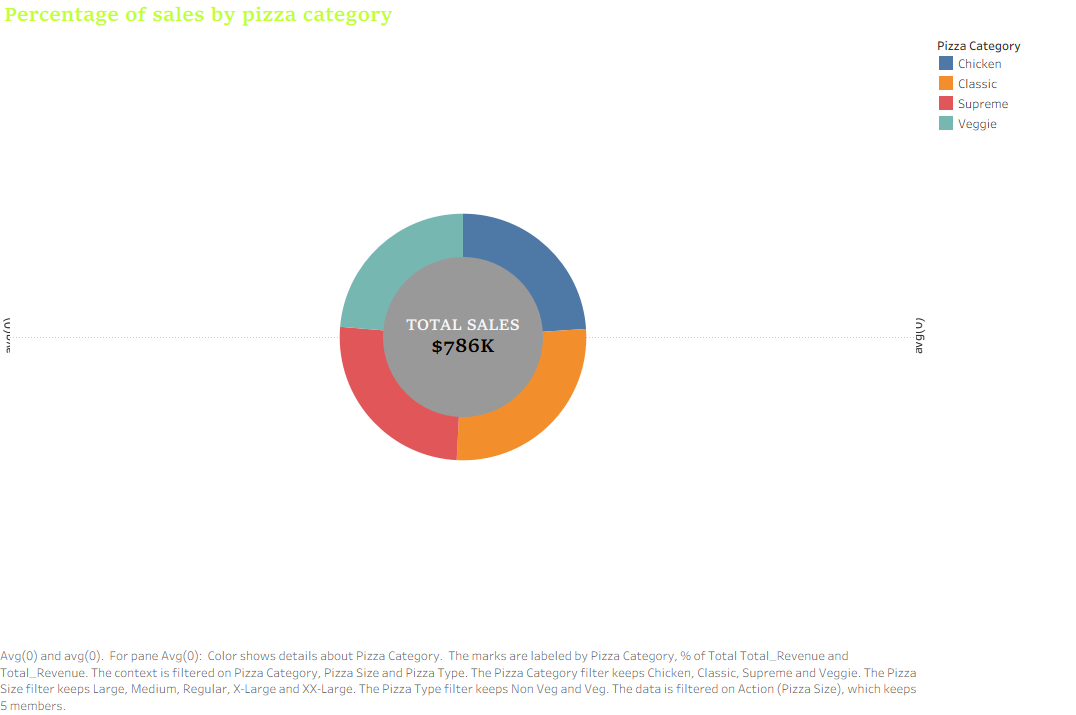 Percentage of sales by pizza category
Pizza Category
Chicken
Classic
Supreme
Veggie
TOTAL SALES
$786K
avg(0)
Avg(0) and avg(0).  For pane Avg(0):  Color shows details about Pizza Category.  The marks are labeled by Pizza Category, % of Total Total_Revenue and
Total_Revenue. The context is filtered on Pizza Category, Pizza Size and Pizza Type. The Pizza Category filter keeps Chicken, Classic, Supreme and Veggie. The Pizza
Size filter keeps Large, Medium, Regular, X-Large and XX-Large. The Pizza Type filter keeps Non Veg and Veg. The data is filtered on Action (Pizza Size), which keeps
5 members.